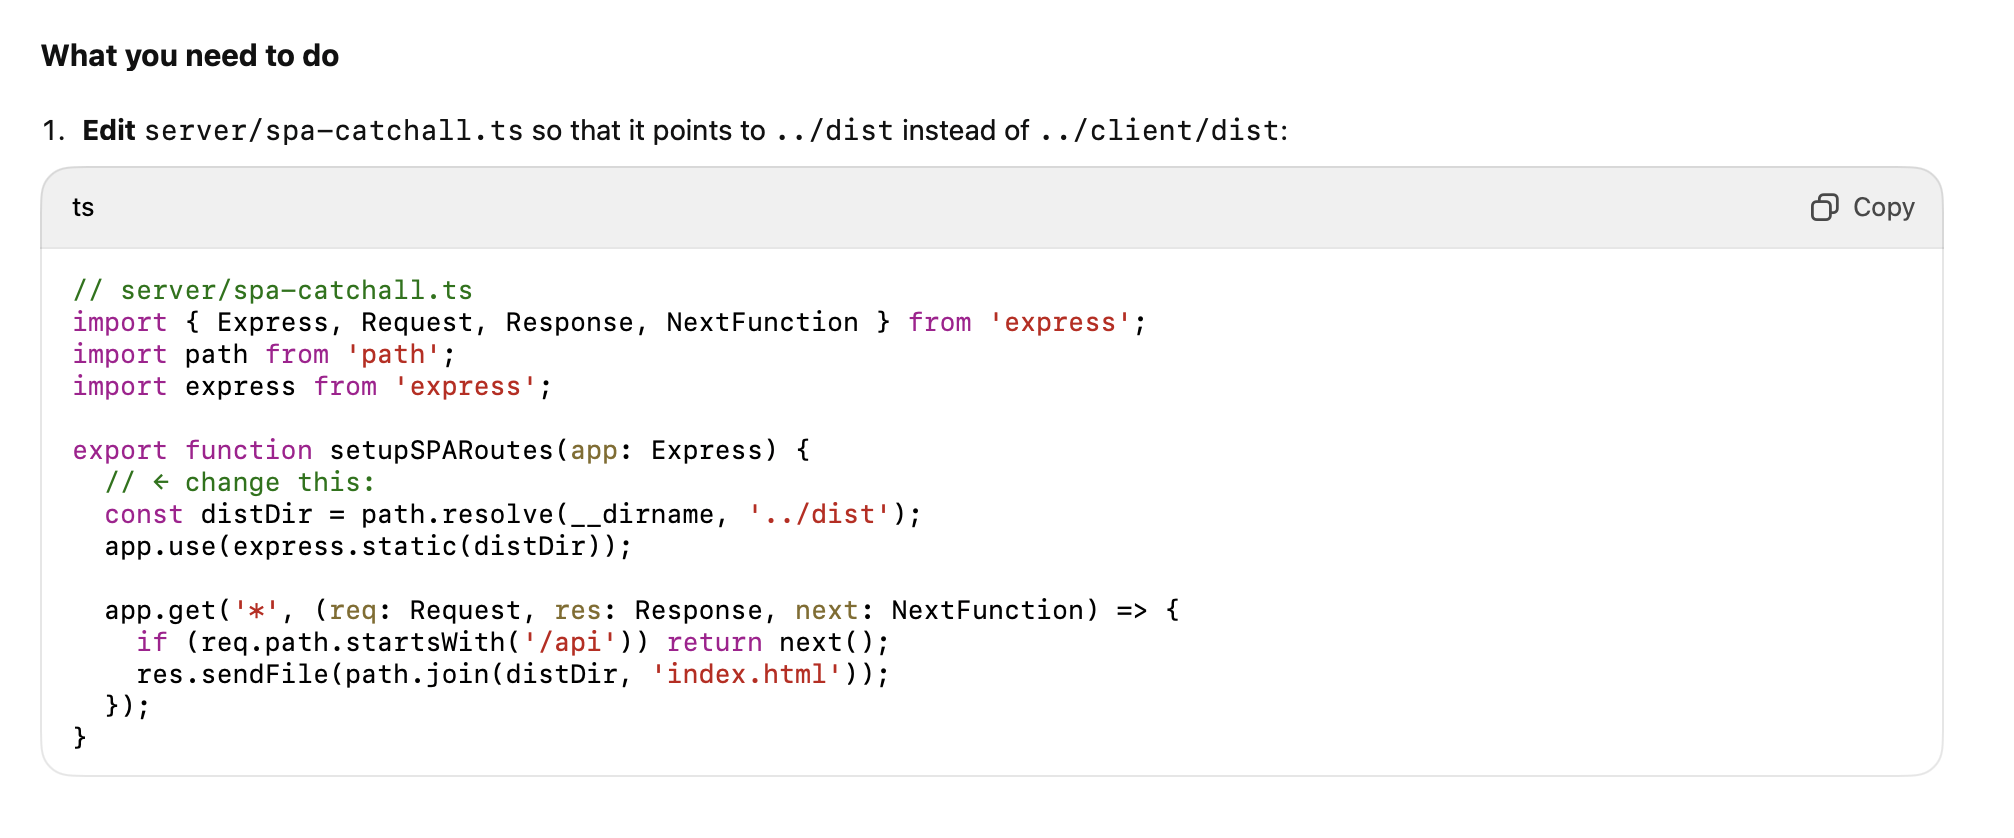 What you need to do
1. Edit server/spa-catchall.ts so that it points to ../dist instead of ../client/dist:
ts
Copy
// server/spa-catchall.ts
import { Express, Request, Response, NextFunction } from 'express';
import path from 'path';
import express from 'express';
export function setupSPARoutes(app: Express) {
  // ← change this:
  const distDir = path.resolve(__dirname, '../dist');
  app.use(express.static(distDir));
  app.get('*', (req: Request, res: Response, next: NextFunction) => {
    if (req.path.startsWith('/api')) return next();
    res.sendFile(path.join(distDir, 'index.html'));
  });
}